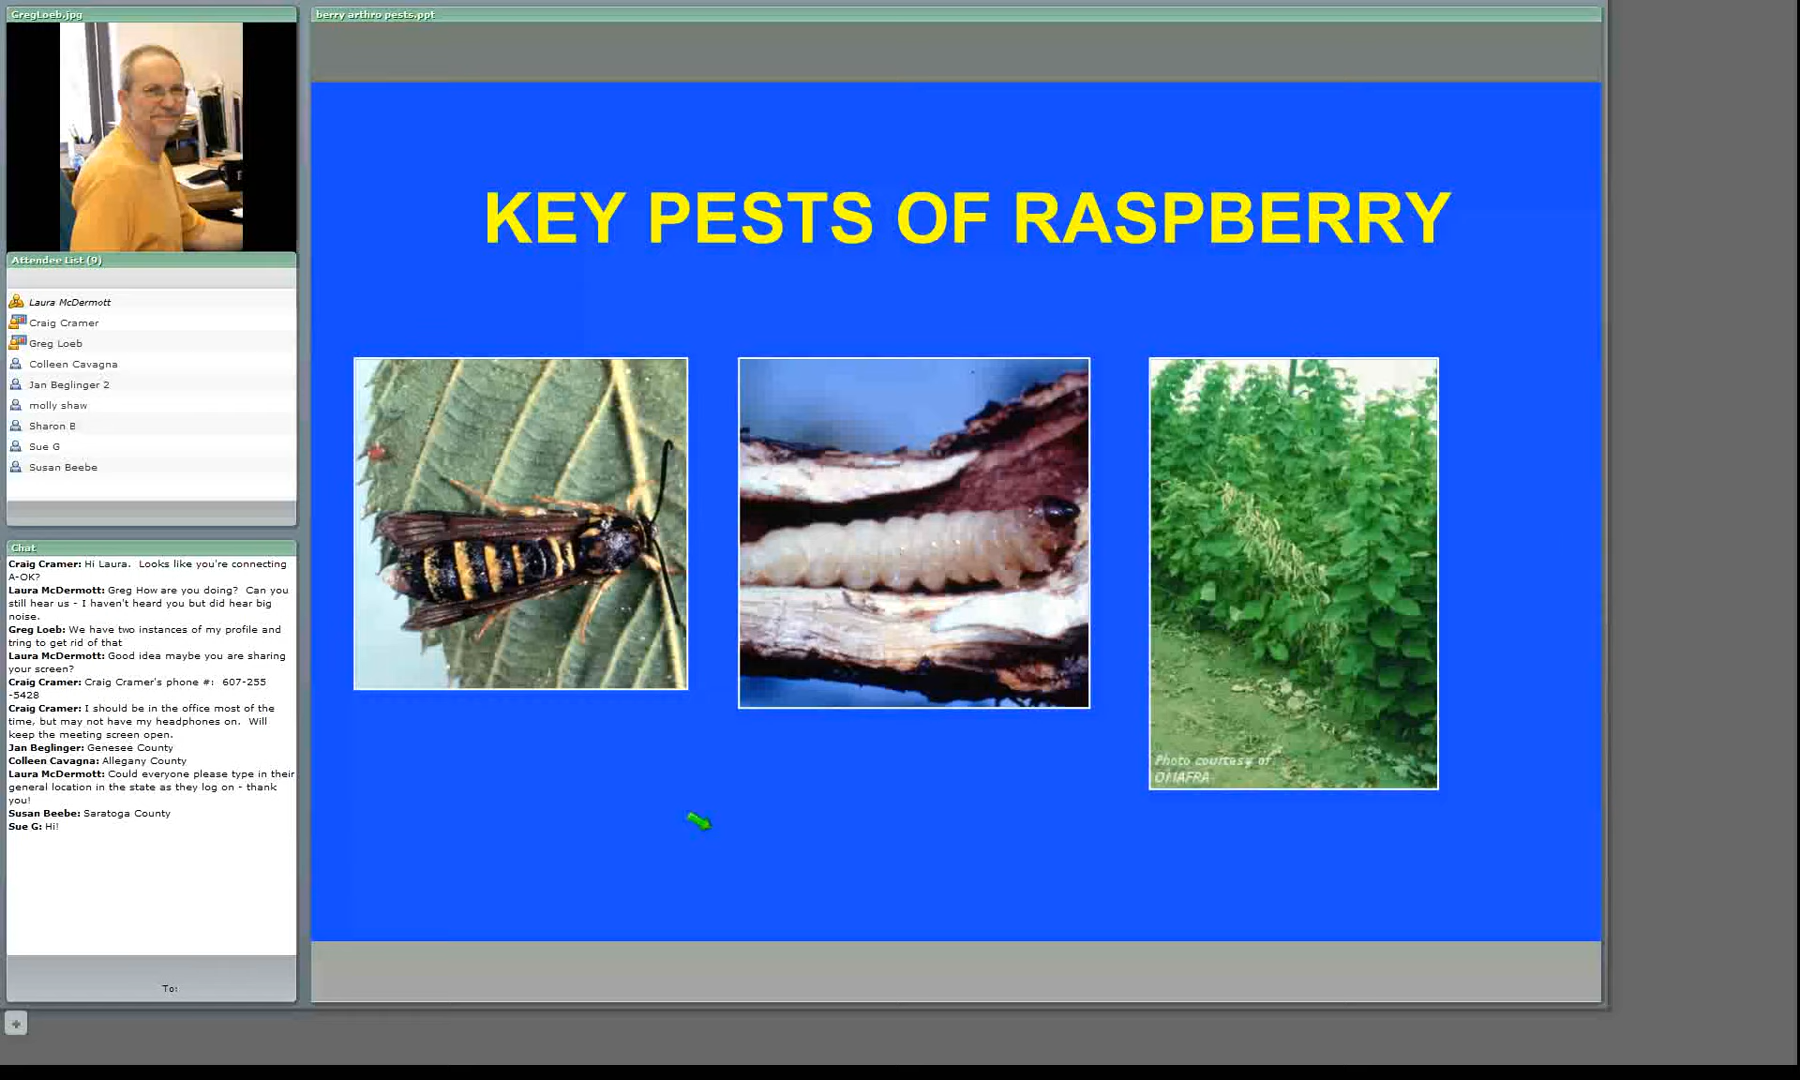 GregLoeb.jpg
berry arthro pests.ppt
KEY PESTS OF RASPBERRY
Photo courtesy of
OMAFRA
Attendee List (9)
Laura McDermott
Craig Cramer
Greg Loeb
Colleen Cavagna
Jan Beglinger 2
molly shaw
Sharon B
Sue G
Susan Beebe
Chat
Craig Cramer: Hi Laura.  Looks like you're connecting
A-OK?
Laura McDermott: Greg How are you doing?  Can you
still hear us - I haven't heard you but did hear big
noise.
Greg Loeb: We have two instances of my profile and
tring to get rid of that
Laura McDermott: Good idea maybe you are sharing
your screen?
Craig Cramer: Craig Cramer's phone #:  607-255
-5428
Craig Cramer: I should be in the office most of the
time, but may not have my headphones on.  Will
keep the meeting screen open.
Jan Beglinger: Genesee County
Colleen Cavagna: Allegany County
Laura McDermott: Could everyone please type in their
general location in the state as they log on - thank
you!
Susan Beebe: Saratoga County
Sue G: Hi!
To: